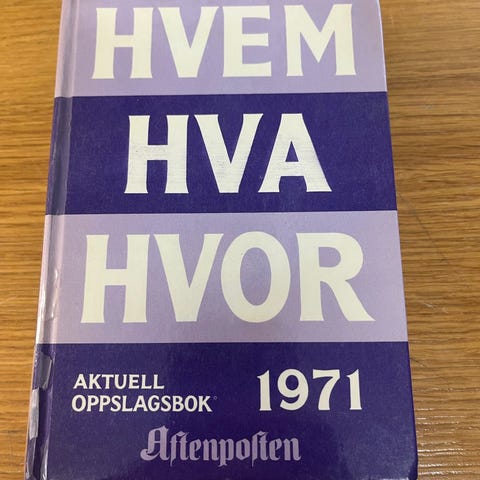 HVEM
HVA
HVOR
AKTUELL
OPPSLAGSBOK
1971
Aftenposten